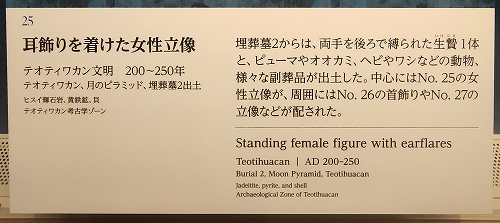 25
耳飾りを着けた女性立像
テオティワカン文明　200~250年
テオティワカン、月のピラミッド、埋葬墓2出土
ヒスイ輝石岩、黄鉄鉱、貝
テオティワカン考古学ゾーン
埋葬墓2からは、両手を後ろで縛られた生贄1体
と、ピューマやオオカミ、ヘビやワシなどの動物、
様々な副葬品が出土した。中心にはNo. 25の女
性立像が、周囲にはNo. 26の首飾りやNo. 27の
立像などが配された。
Standing female figure with earflares
Teotihuacan | AD 200-250
Burial 2, Moon Pyramid, Teotihuacan
Jadeitite, pyrite, and shell
Archaeological Zone of Teotihuacan